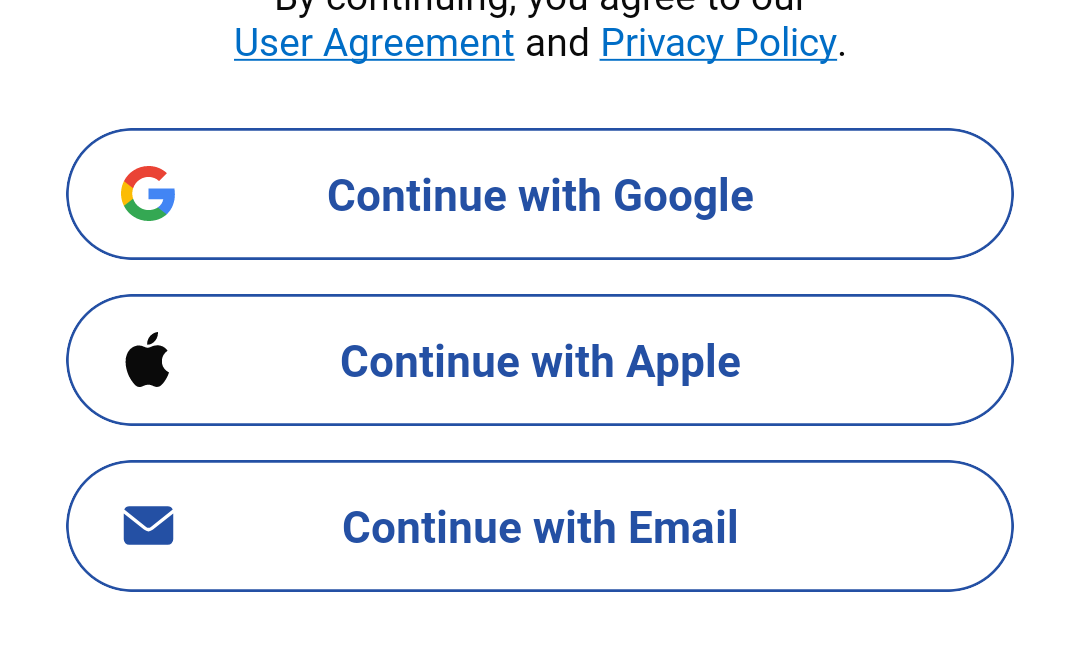 By continuing, you agree to our
User Agreement and Privacy Policy.
Continue with Google
Continue with Apple
Continue with Email